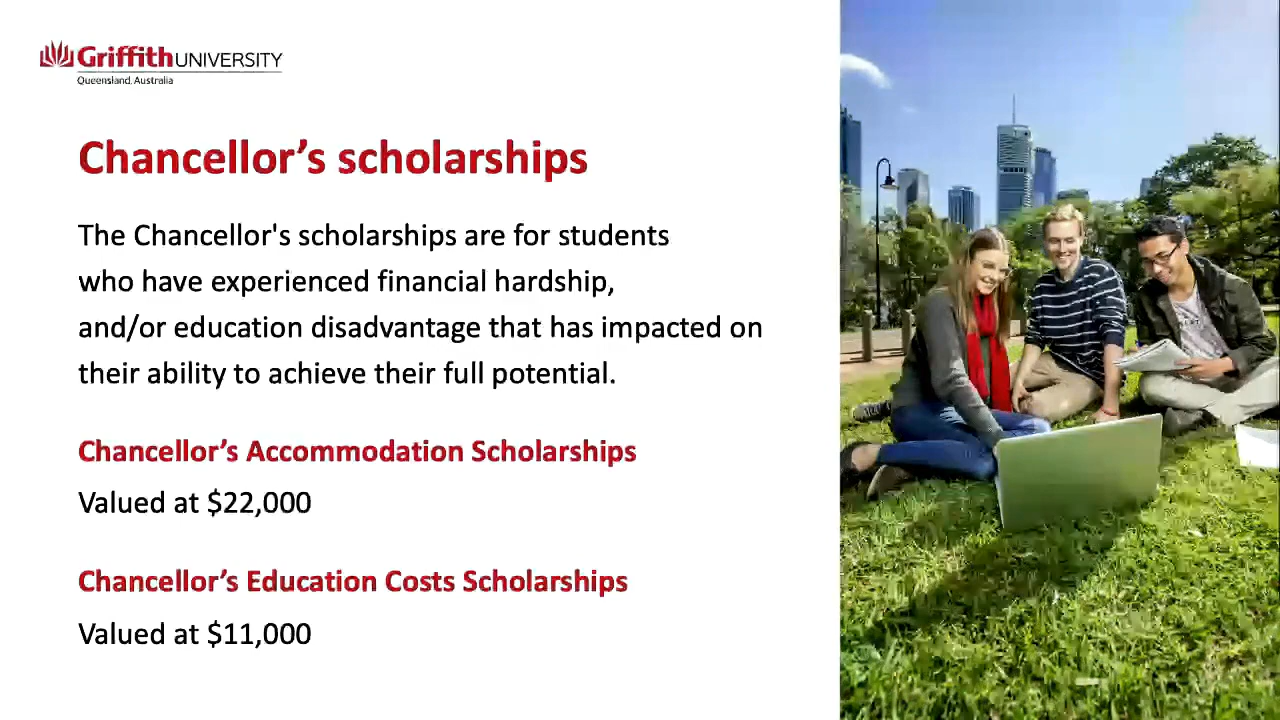 Griffith UNIVERSITY
Queensland, Australia
Chancellor’s scholarships
The Chancellor's scholarships are for students
who have experienced financial hardship,
and/or education disadvantage that has impacted on
their ability to achieve their full potential.
Chancellor’s Accommodation Scholarships
Valued at $22,000
Chancellor’s Education Costs Scholarships
Valued at $11,000